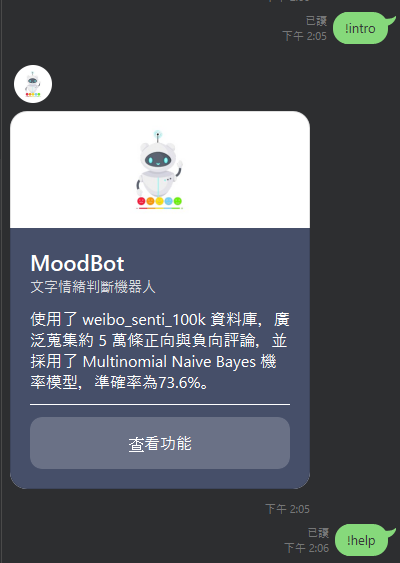 已讀
下午 2:05
!intro
MoodBot
文字情緒判斷機器人
使用了 weibo_senti_100k 資料庫，廣
泛蒐集約 5 萬條正向與負向評論，並
採用了 Multinomial Naive Bayes 機
率模型，準確率為73.6%。
查看功能
下午 2:05
已讀
下午 2:06
!help